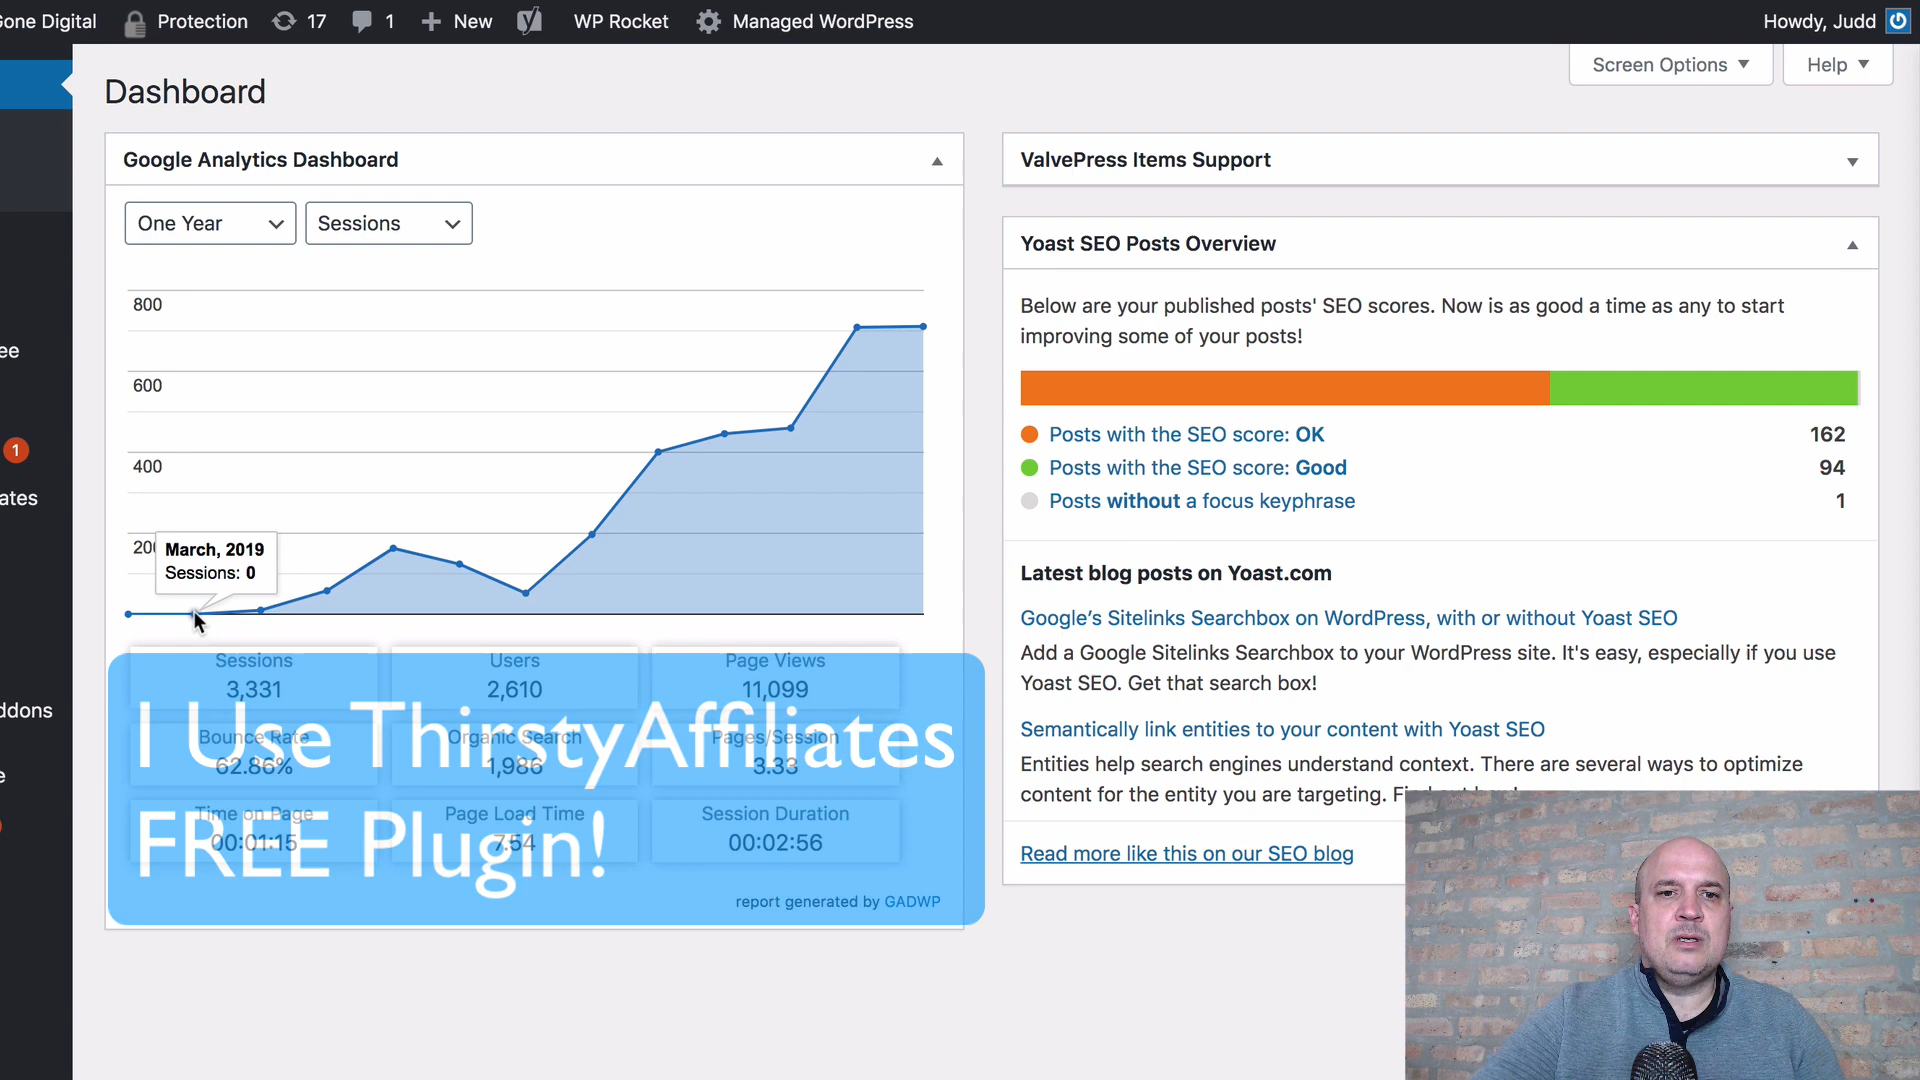 Gone Digital Protection 17 1 New WP Rocket Managed WordPress Howdy, Judd
Screen Options Help
Dashboard
Google Analytics Dashboard
One Year Sessions
800
600
400
200
March, 2019
Sessions: 0
Sessions Users Page Views
3,331 2,610 11,099
Bounce Rate Organic Search Pages/Session
62.86% 1,986 3.33
Time on Page Page Load Time Session Duration
00:01:15 7.54 00:02:56
I Use ThirstyAffiliates
FREE Plugin!
report generated by GADWP
ee
1
ates
ddons
e
ValvePress Items Support
Yoast SEO Posts Overview
Below are your published posts' SEO scores. Now is as good a time as any to start
improving some of your posts!
Posts with the SEO score: OK 162
Posts with the SEO score: Good 94
Posts without a focus keyphrase 1
Latest blog posts on Yoast.com
Google’s Sitelinks Searchbox on WordPress, with or without Yoast SEO
Add a Google Sitelinks Searchbox to your WordPress site. It's easy, especially if you use
Yoast SEO. Get that search box!
Semantically link entities to your content with Yoast SEO
Entities help search engines understand context. There are several ways to optimize
content for the entity you are targeting. Find out how!
Read more like this on our SEO blog